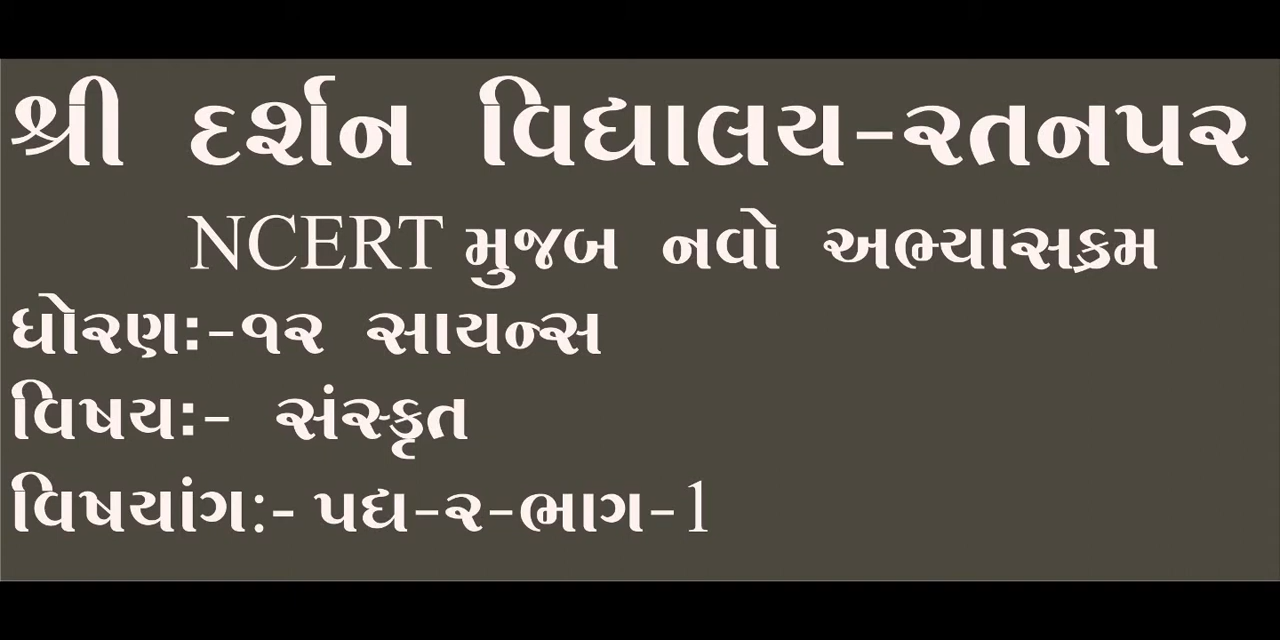 શ્રી દર્શન વિદ્યાલય-રતનપર
NCERT મુજબ નવો અભ્યાસક્રમ
ધોરણઃ-૧૨ સાયન્સ
વિષયઃ- સંસ્કૃત
વિષયાંગ:- પદ્ય-૨-ભાગ-1